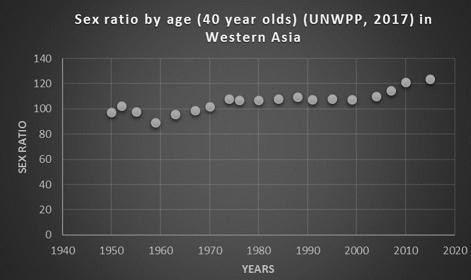 Sex ratio by age (40 year olds) (UNWPP, 2017) in
Western Asia
140
120
100
80
60
40
20
0
SEX RATIO
1940 1950 1960 1970 1980 1990 2000 2010 2020
YEARS